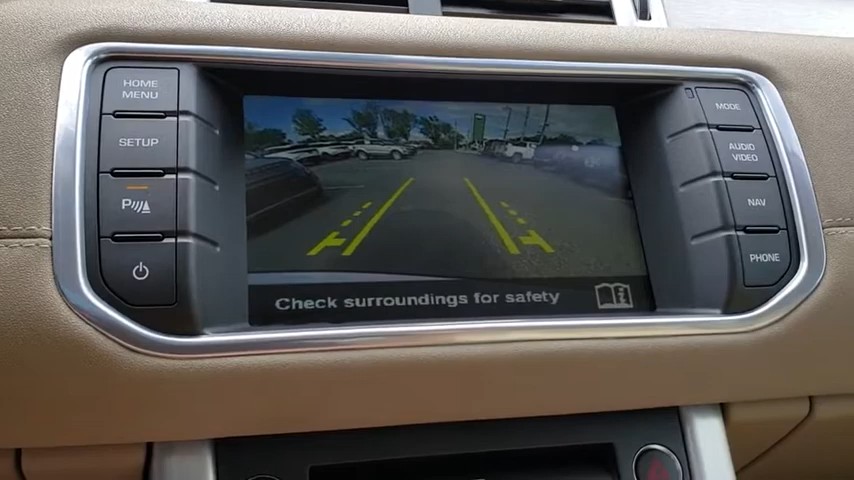 HOME
MENU
SETUP
P
MODE
AUDIO
VIDEO
NAV
PHONE
Check surroundings for safety
i